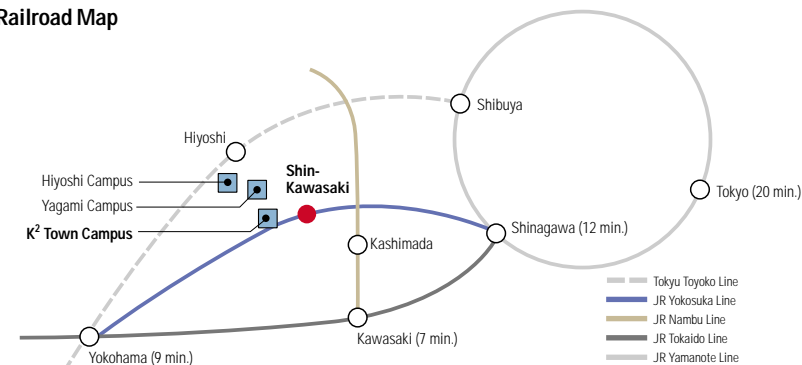 Railroad Map
Shibuya
Hiyoshi
Hiyoshi Campus
Shin-
Kawasaki
Yagami Campus
Tokyo (20 min.)
K² Town Campus
Shinagawa (12 min.)
Kashimada
Tokyu Toyoko Line
JR Yokosuka Line
JR Nambu Line
Kawasaki (7 min.)
JR Tokaido Line
Yokohama (9 min.)
JR Yamanote Line